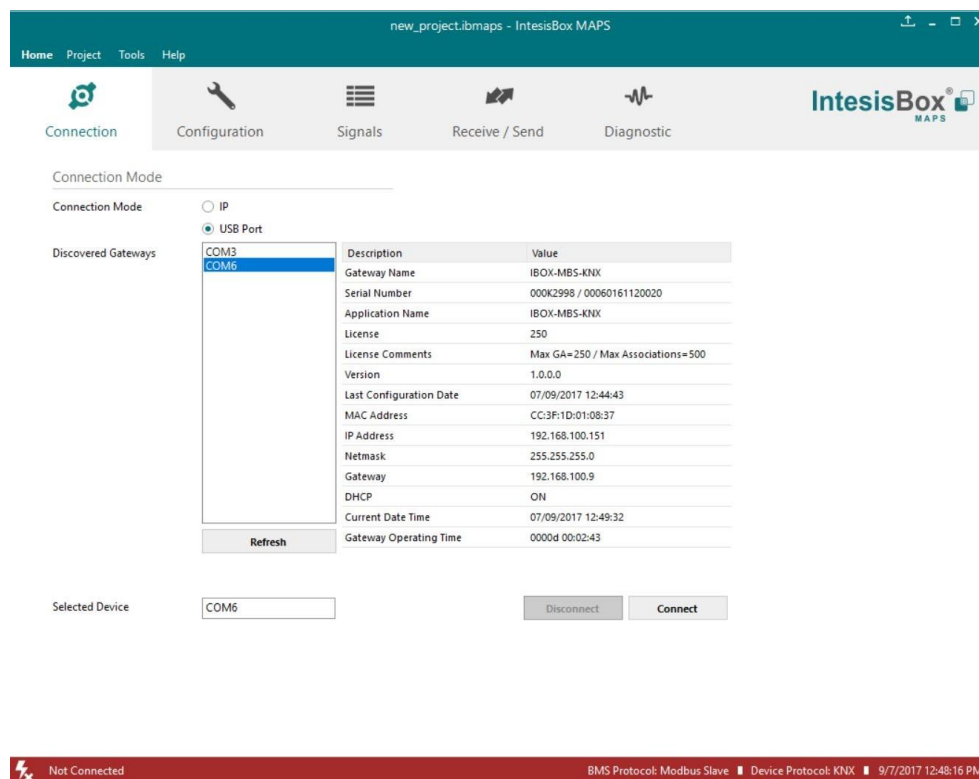 new_project.ibmaps - IntesisBox MAPS
Home Project Tools Help
Connection Configuration Signals Receive / Send Diagnostic
IntesisBox®
MAPS
Connection Mode
Connection Mode IP
USB Port
Discovered Gateways
COM3
COM6
Description Value
Gateway Name IBOX-MBS-KNX
Serial Number 000K2998 / 00060161120020
Application Name IBOX-MBS-KNX
License 250
License Comments Max GA=250 / Max Associations=500
Version 1.0.0.0
Last Configuration Date 07/09/2017 12:44:43
MAC Address CC:3F:1D:01:08:37
IP Address 192.168.100.151
Netmask 255.255.255.0
Gateway 192.168.100.9
DHCP ON
Current Date Time 07/09/2017 12:49:32
Gateway Operating Time 0000d 00:02:43
Refresh
Selected Device COM6 Disconnect Connect
Not Connected BMS Protocol: Modbus Slave Device Protocol: KNX 9/7/2017 12:48:16 PM